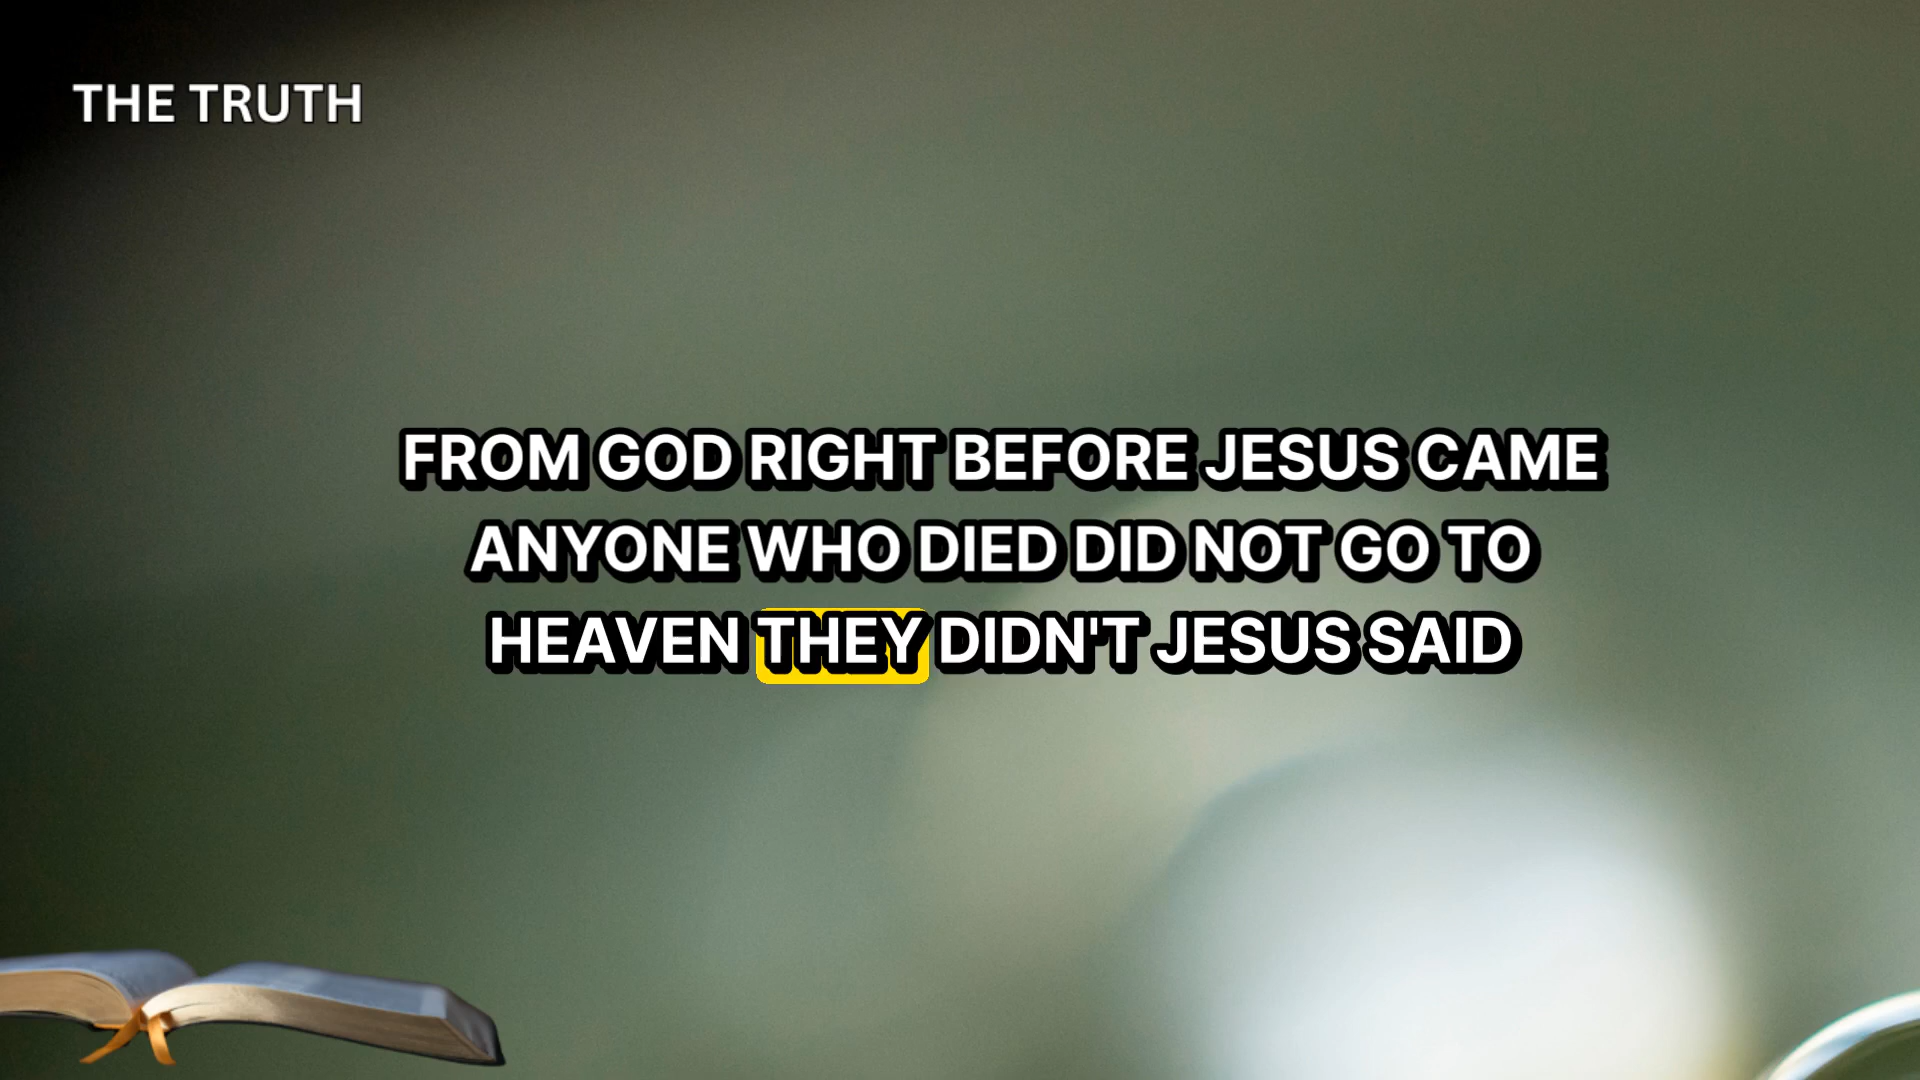 THE TRUTH
FROM GOD RIGHT BEFORE JESUS CAME
ANYONE WHO DIED DID NOT GO TO
HEAVEN THEY DIDN'T JESUS SAID